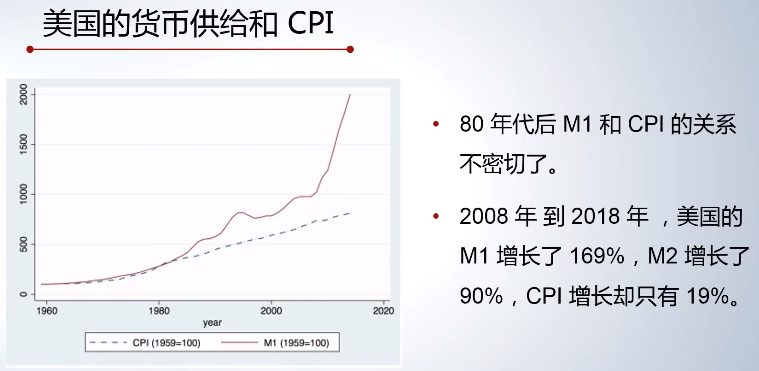 美国的货币供给和 CPI
2000
1500
1000
500
0
1960
1980
2000
2020
year
CPI (1959=100)
M1 (1959=100)
• 80 年代后 M1 和 CPI 的关系
不密切了。
• 2008 年 到 2018 年 ，美国的
M1 增长了 169%，M2 增长了
90%，CPI 增长却只有 19%。